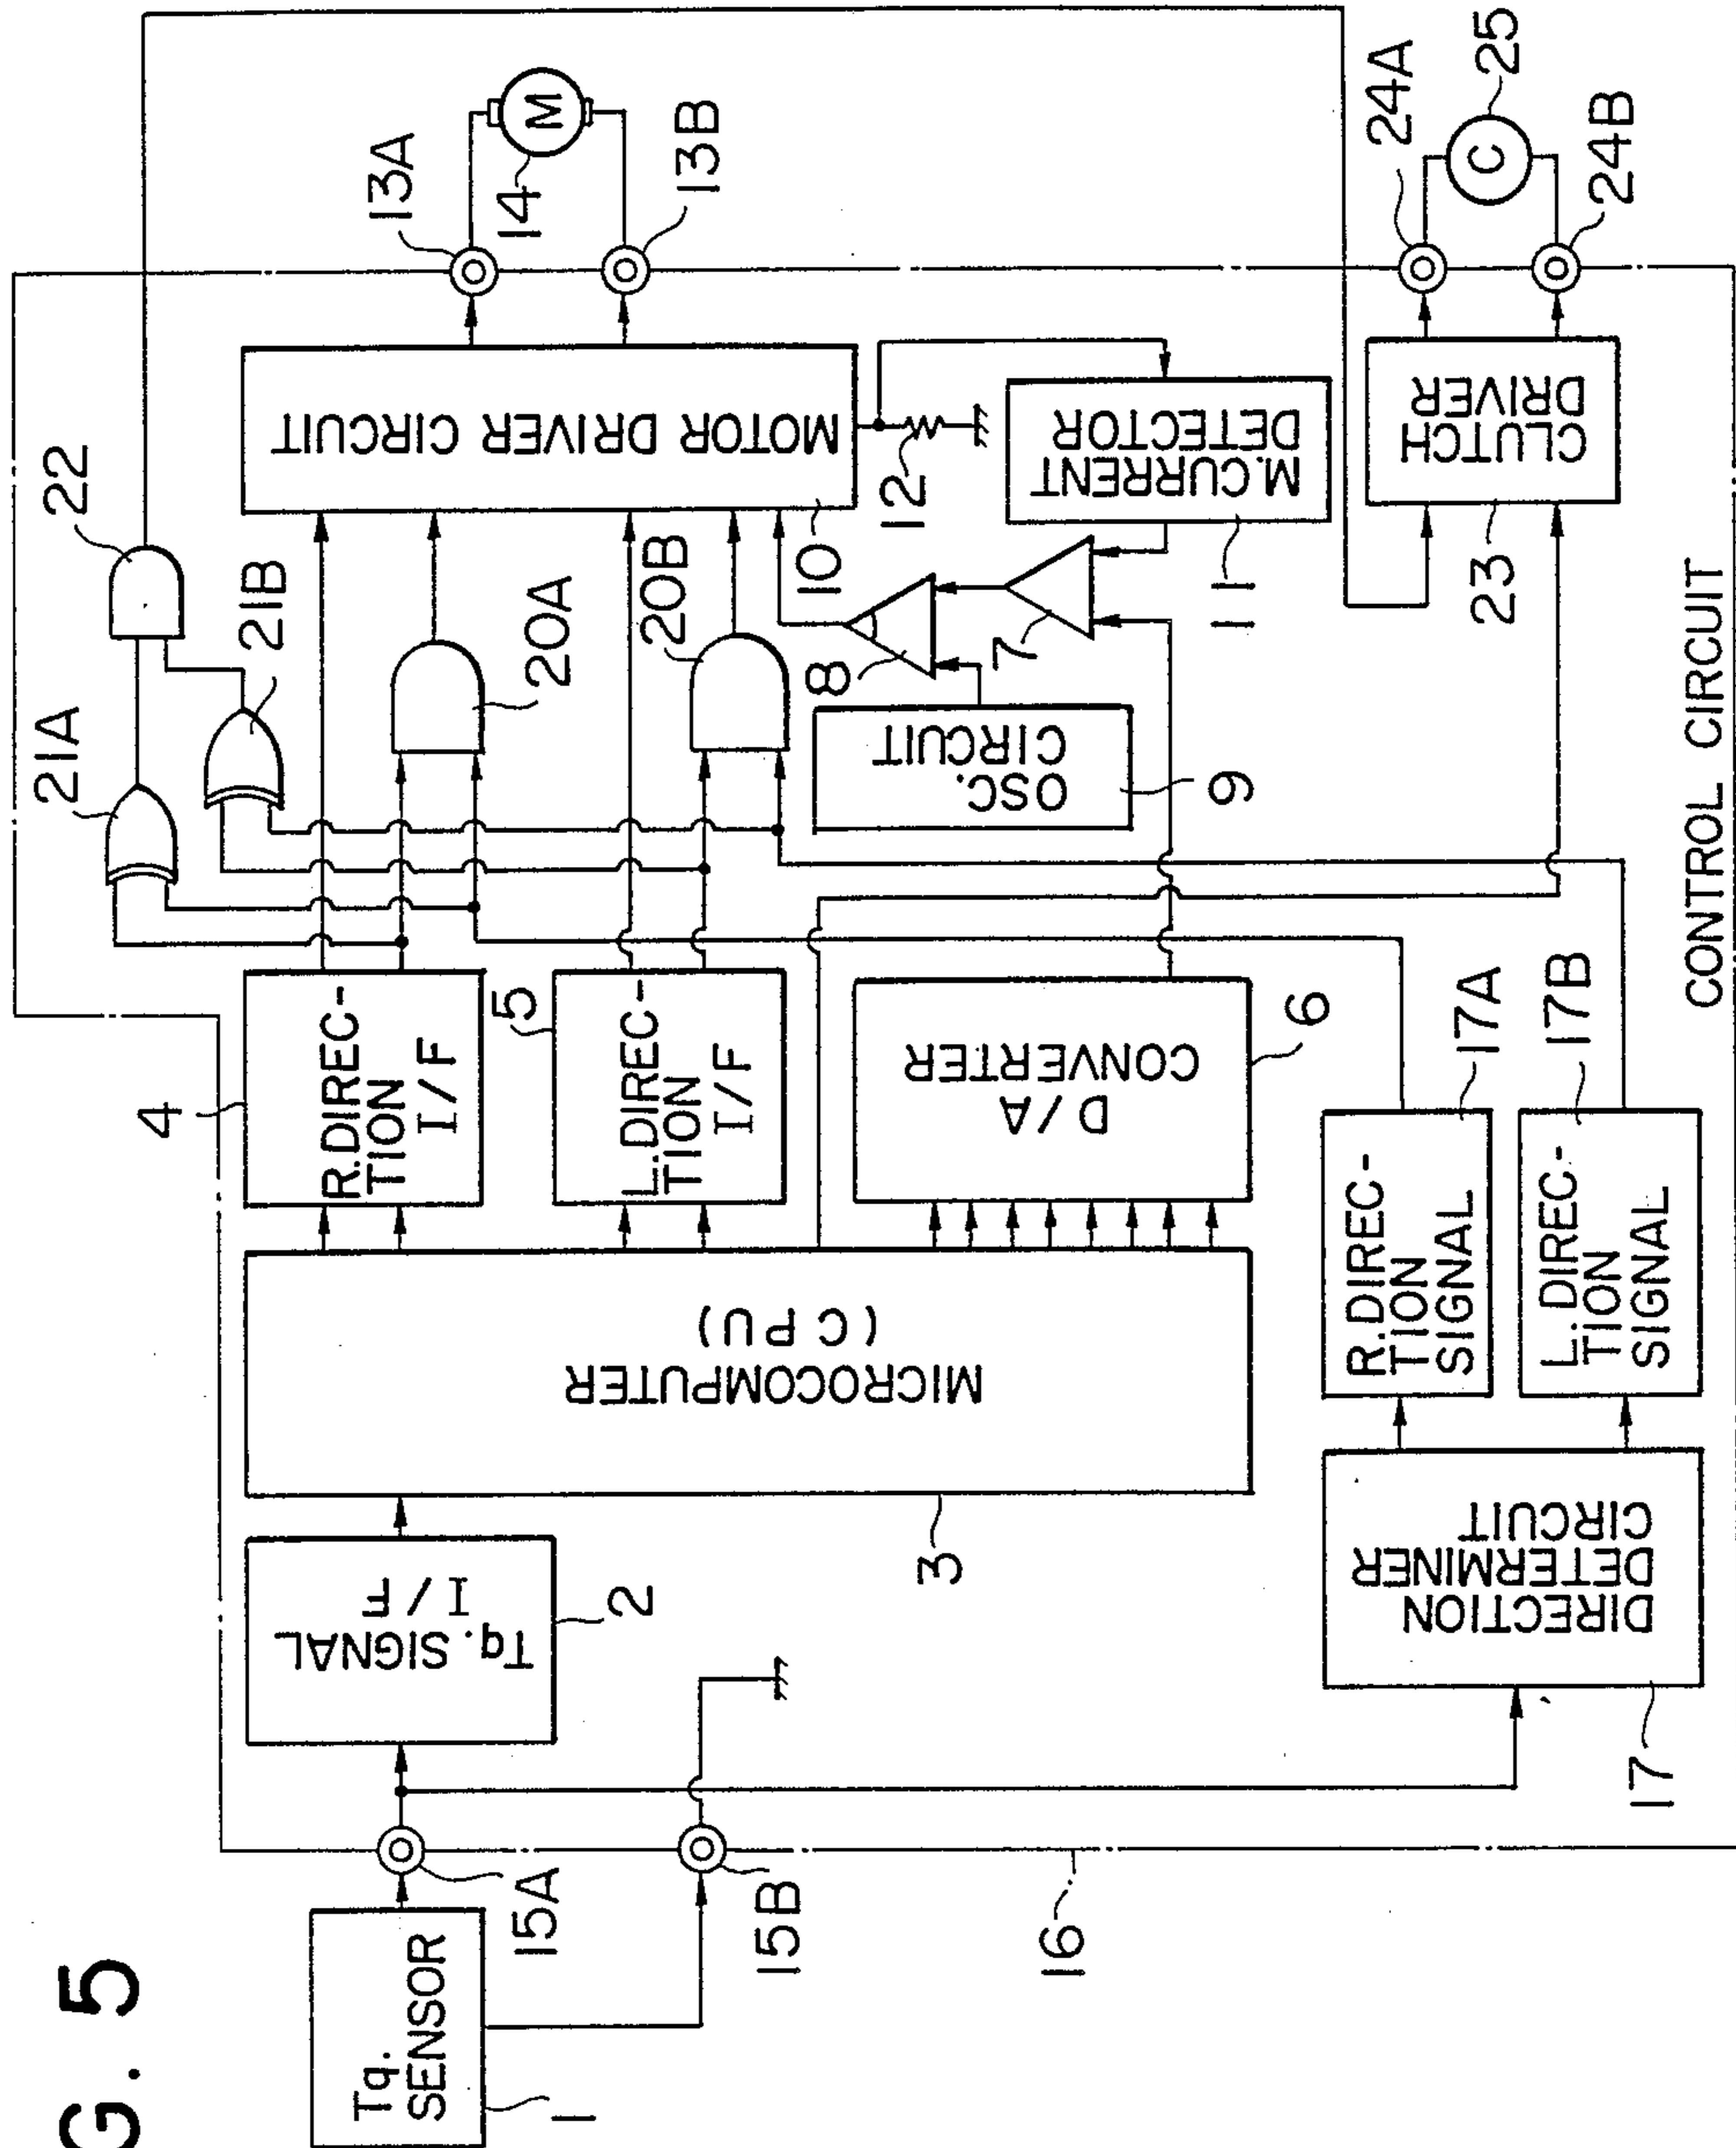 G. 5
Tq.
SENSOR
1
15A
15B
16
Tq. SIGNAL
I/F
2
MICROCOMPUTER
(CPU)
3
DIRECTION
DETERMINER
CIRCUIT
17
4
R.DIREC-
TION
I/F
5
L.DIREC-
TION
I/F
D/A
CONVERTER
6
R.DIREC-
TION
SIGNAL
17A
L.DIREC-
TION
SIGNAL
17B
21A
21B
22
20A
20B
OSC.
CIRCUIT
9
8
7
10
MOTOR DRIVER CIRCUIT
12
M.CURRENT
DETECTOR
11
CLUTCH
DRIVER
23
13A
13B
M
14
24A
24B
C
25
CONTROL CIRCUIT